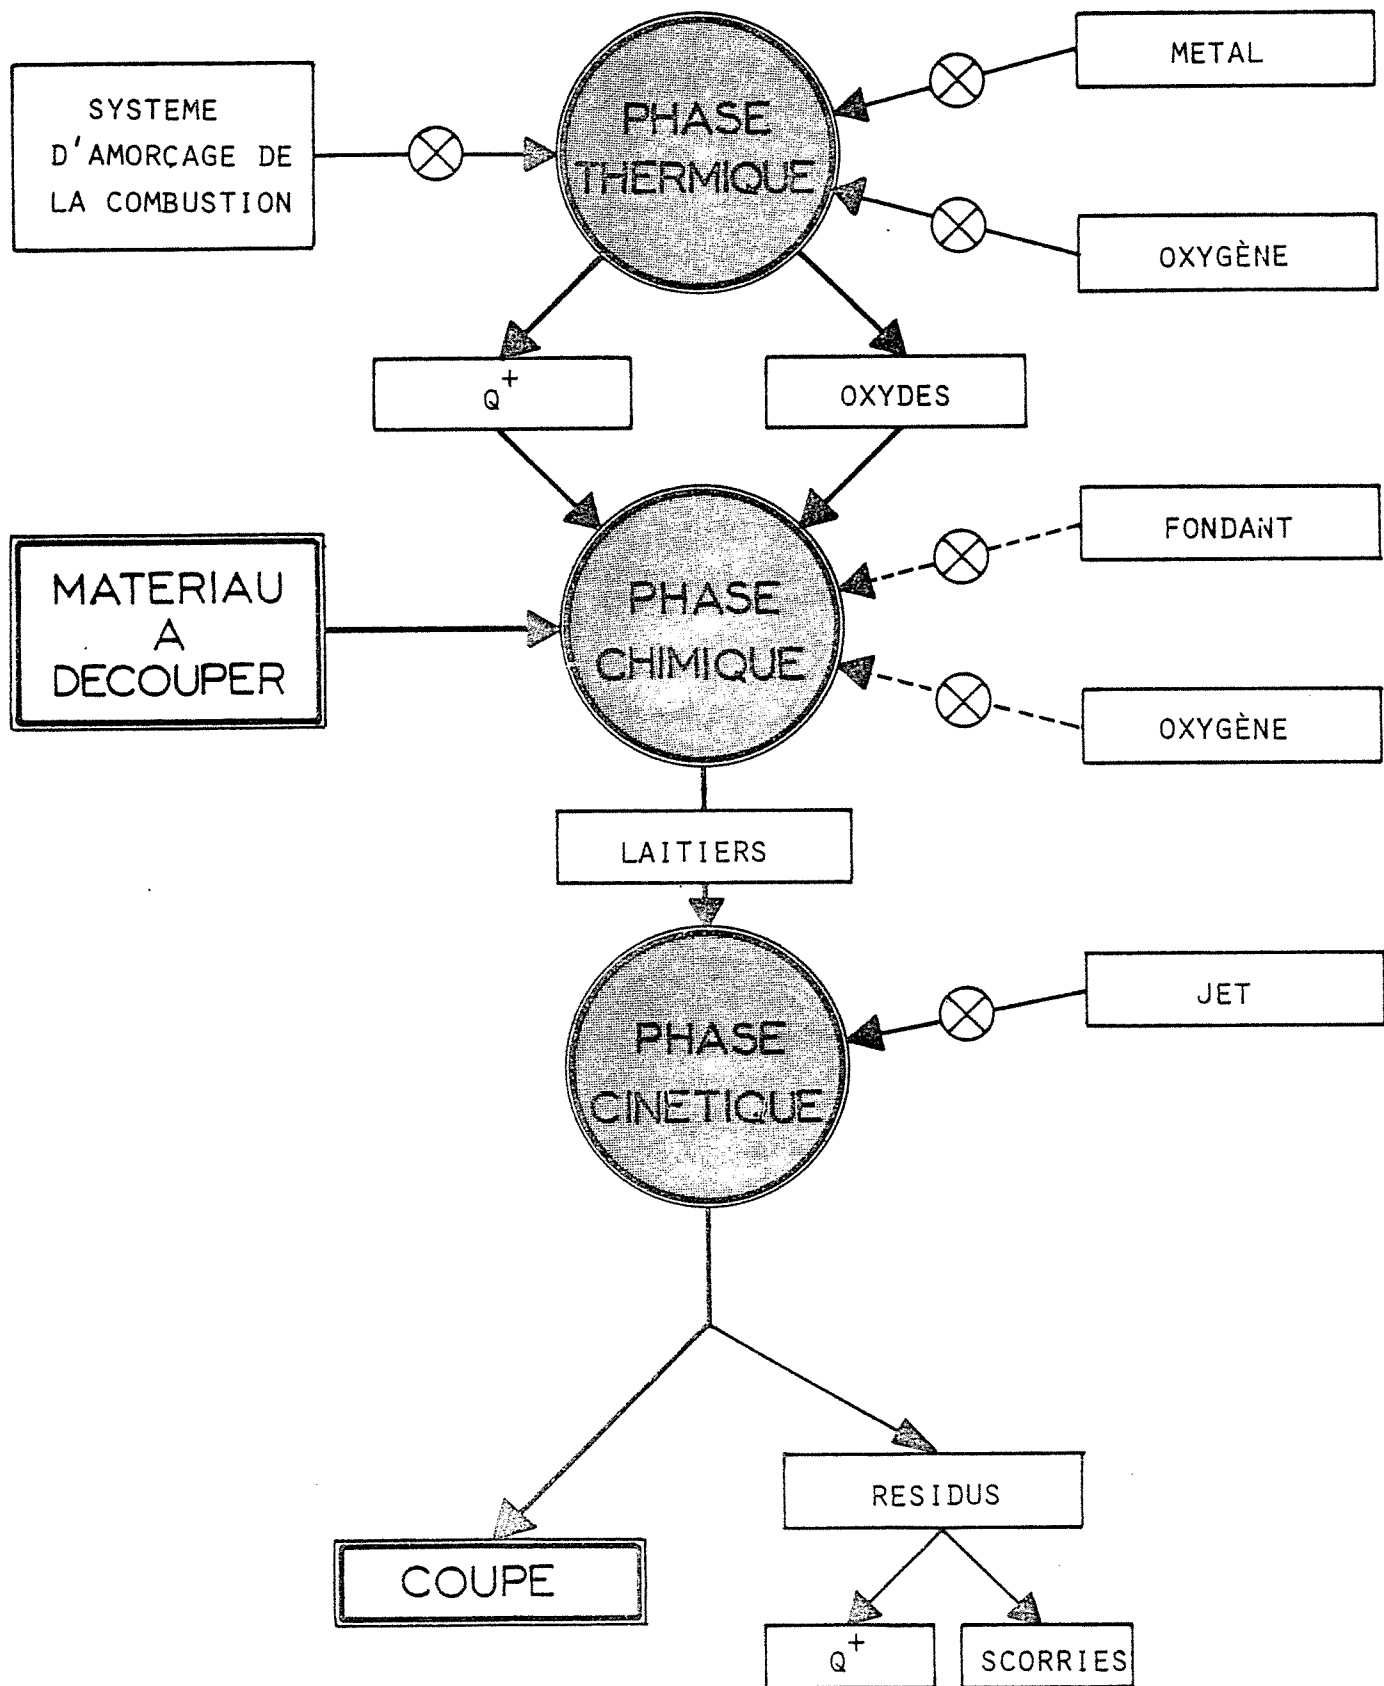 METAL
SYSTEME
D'AMORÇAGE DE
LA COMBUSTION
PHASE
THERMIQUE
OXYGÈNE
Q+
OXYDES
FONDANT
MATERIAU
A
DECOUPER
PHASE
CHIMIQUE
OXYGÈNE
LAITIERS
JET
PHASE
CINETIQUE
RESIDUS
COUPE
Q+
SCORRIES